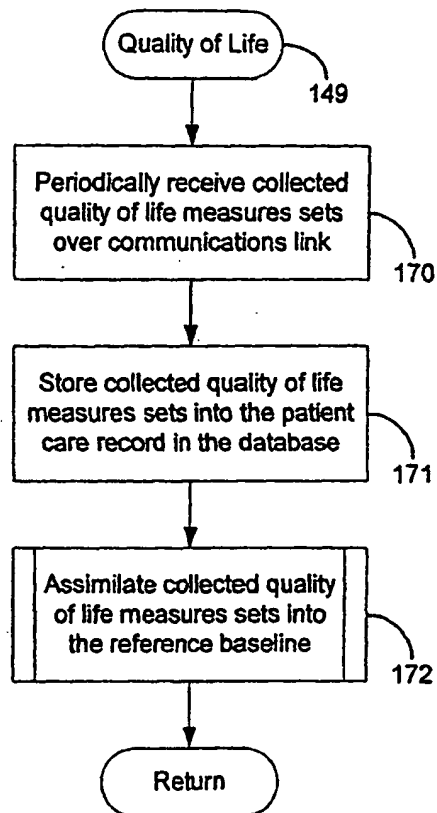 Quality of Life
149
Periodically receive collected
quality of life measures sets
over communications link
170
Store collected quality of life
measures sets into the patient
care record in the database
171
Assimilate collected quality
of life measures sets into
the reference baseline
172
Return